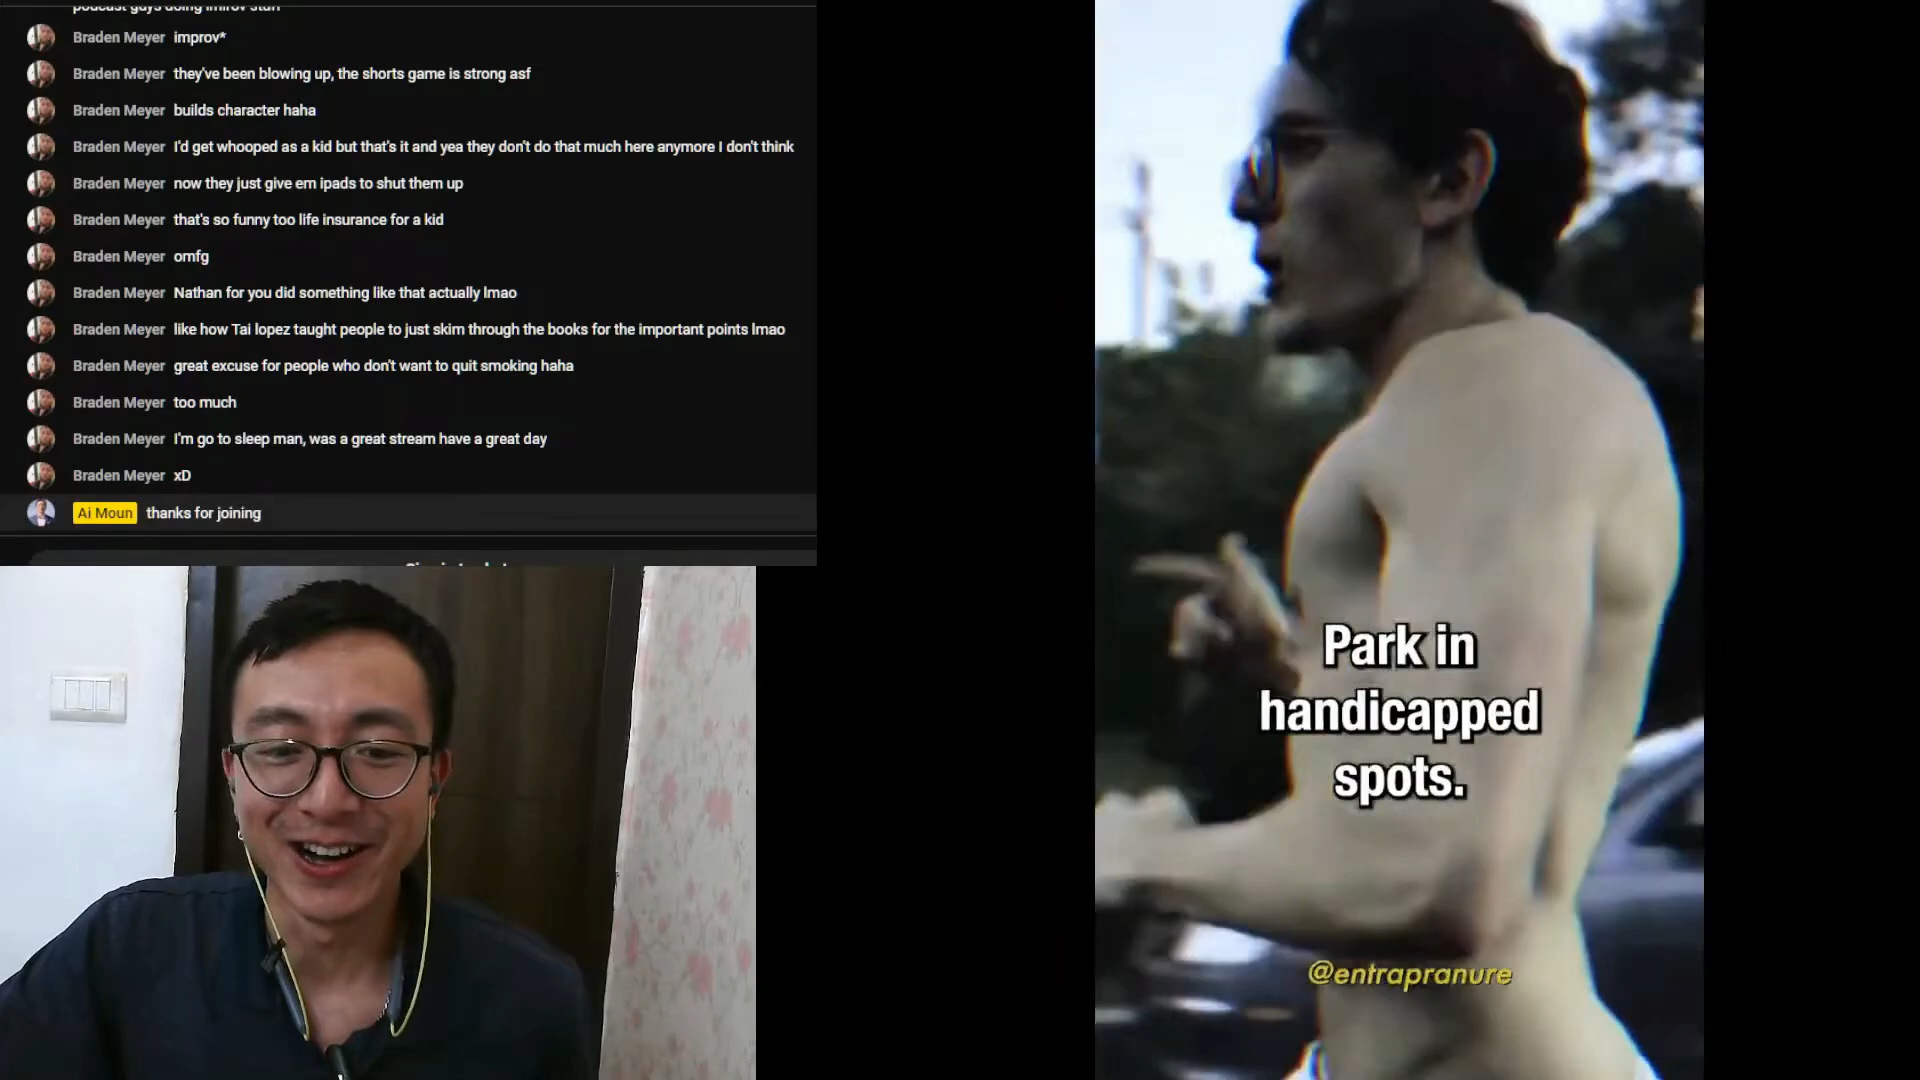 podcast guys doing imrov stuff
Braden Meyer improv*
Braden Meyer they've been blowing up, the shorts game is strong asf
Braden Meyer builds character haha
Braden Meyer I'd get whooped as a kid but that's it and yea they don't do that much here anymore I don't think
Braden Meyer now they just give em ipads to shut them up
Braden Meyer that's so funny too life insurance for a kid
Braden Meyer omfg
Braden Meyer Nathan for you did something like that actually lmao
Braden Meyer like how Tai lopez taught people to just skim through the books for the important points lmao
Braden Meyer great excuse for people who don't want to quit smoking haha
Braden Meyer too much
Braden Meyer I'm go to sleep man, was a great stream have a great day
Braden Meyer xD
Ai Moun thanks for joining
Park in
handicapped
spots.
@entrapranure